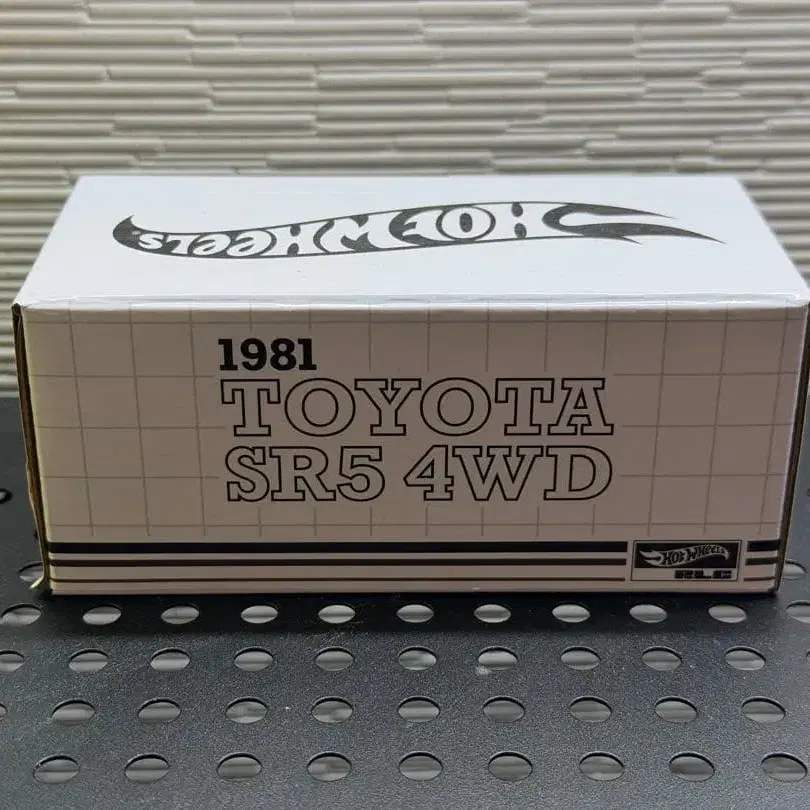 HOT WHEELS
1981
TOYOTA
SR5 4WD
HOT WHEELS
RLC